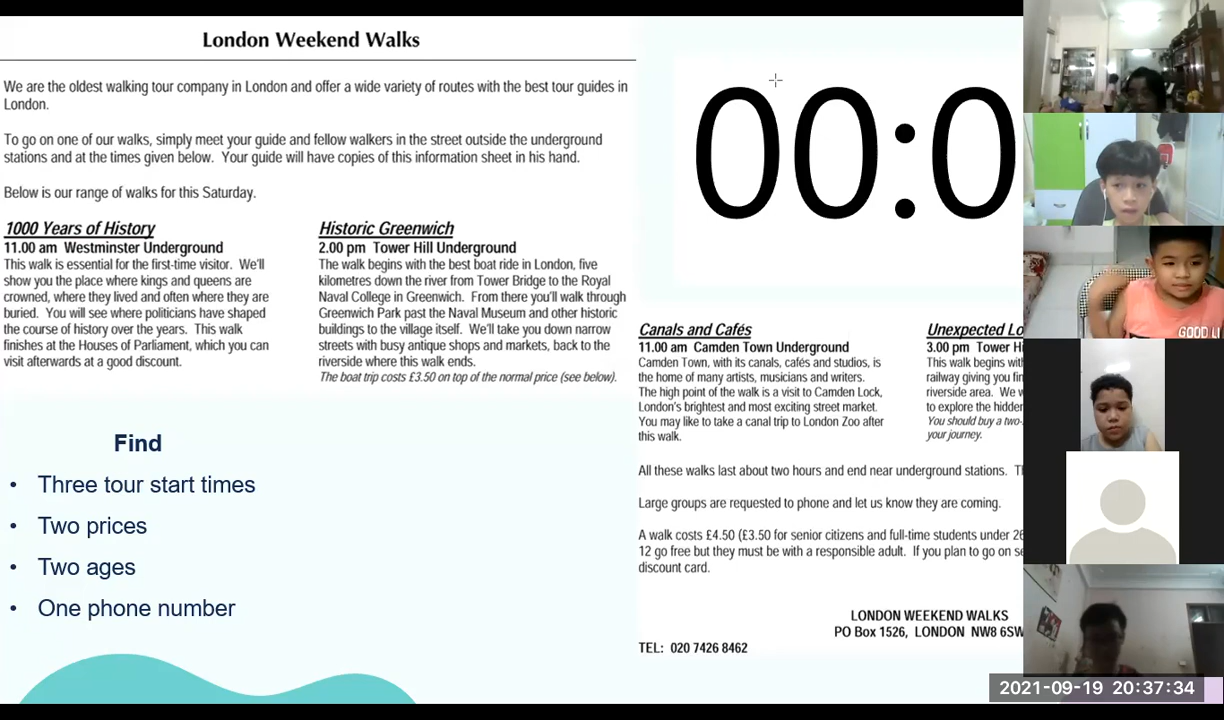 London Weekend Walks
We are the oldest walking tour company in London and offer a wide variety of routes with the best tour guides in
London.
To go on one of our walks, simply meet your guide and fellow walkers in the street outside the underground
stations and at the times given below. Your guide will have copies of this information sheet in his hand.
Below is our range of walks for this Saturday.
1000 Years of History
11.00 am Westminster Underground
This walk is essential for the first-time visitor. We'll
show you the place where kings and queens are
crowned, where they lived and often where they are
buried. You will see where politicians have shaped
the course of history over the years. This walk
finishes at the Houses of Parliament, which you can
visit afterwards at a good discount.
Historic Greenwich
2.00 pm Tower Hill Underground
The walk begins with the best boat ride in London, five
kilometres down the river from Tower Bridge to the Royal
Naval College in Greenwich. From there you'll walk through
Greenwich Park past the Naval Museum and other historic
buildings to the village itself. We'll take you down narrow
streets with busy antique shops and markets, back to the
riverside where this walk ends.
The boat trip costs £3.50 on top of the normal price (see below).
Find
• Three tour start times
• Two prices
• Two ages
• One phone number
00:0
Canals and Cafés
11.00 am Camden Town Underground
Camden Town, with its canals, cafés and studios, is
the home of many artists, musicians and writers.
The high point of the walk is a visit to Camden Lock,
London's brightest and most exciting street market.
You may like to take a canal trip to London Zoo after
this walk.
Unexpected Lo
3.00 pm Tower Hi
This walk begins wit
railway giving you fin
riverside area. We w
to explore the hidden
You should buy a two-
your journey.
All these walks last about two hours and end near underground stations. T
Large groups are requested to phone and let us know they are coming.
A walk costs £4.50 (£3.50 for senior citizens and full-time students under 26
12 go free but they must be with a responsible adult. If you plan to go on se
discount card.
LONDON WEEKEND WALKS
PO Box 1526, LONDON NW8 6SW
TEL: 020 7426 8462
GOOD LI
2021-09-19 20:37:34